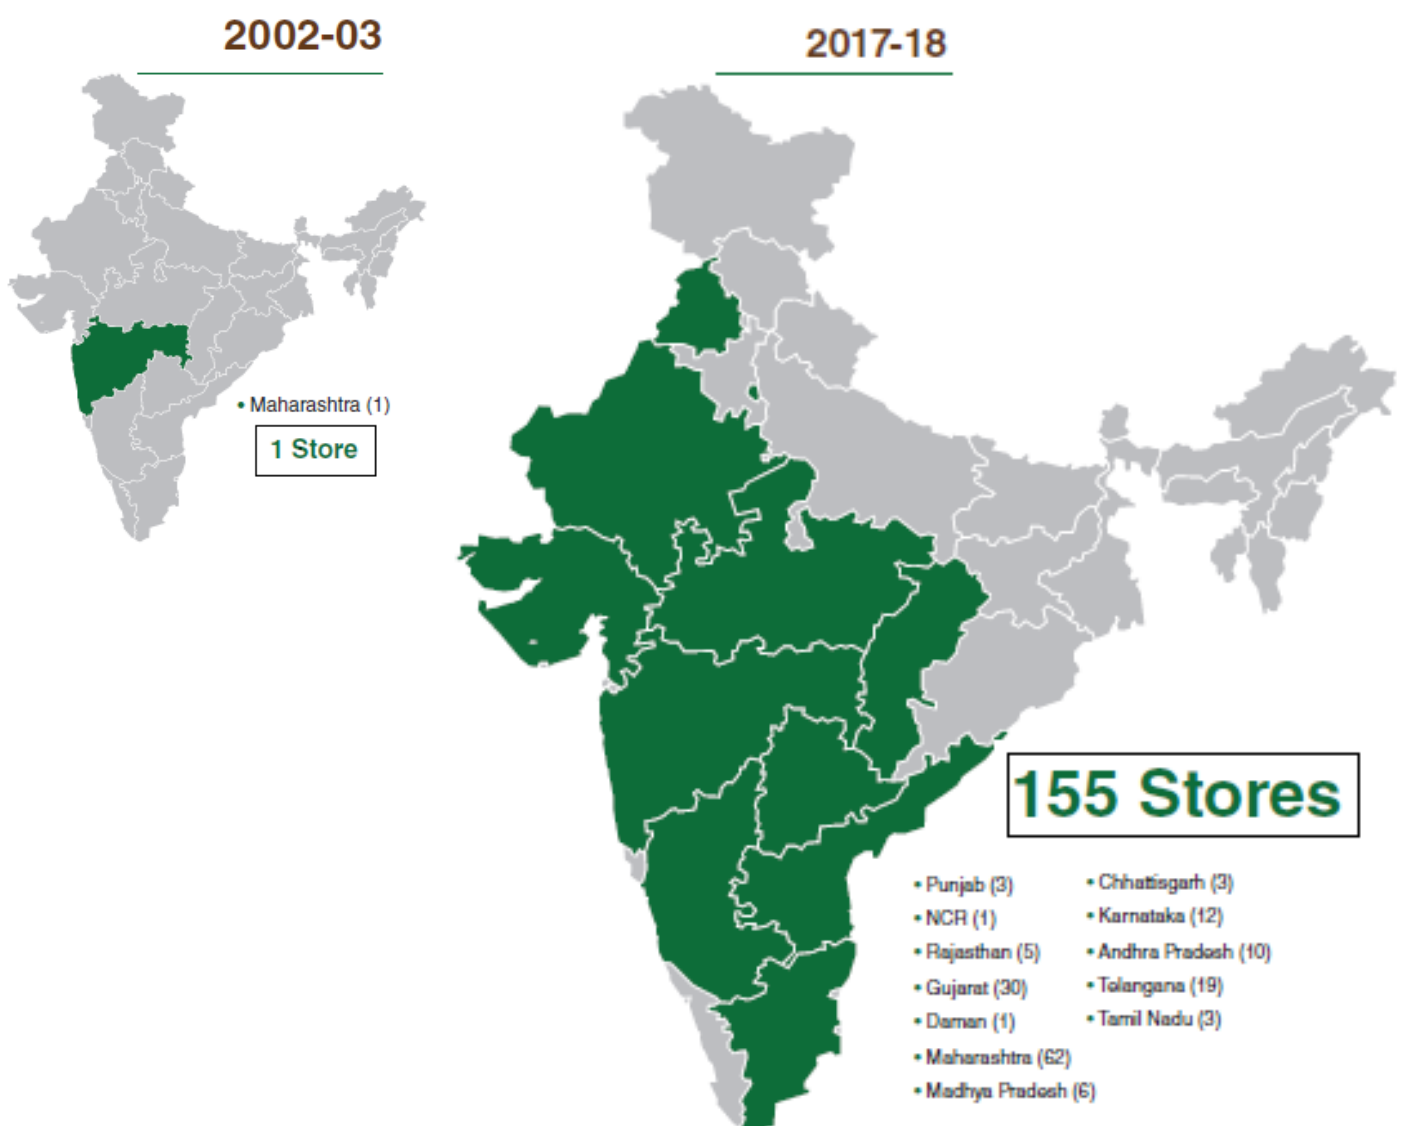 2002-03
• Maharashtra (1)
1 Store
2017-18
155 Stores
• Punjab (3)
• NCR (1)
• Rajasthan (5)
• Gujarat (30)
• Daman (1)
• Maharashtra (62)
• Madhya Pradesh (6)
• Chhattisgarh (3)
• Karnataka (12)
• Andhra Pradesh (10)
• Telangana (19)
• Tamil Nadu (3)